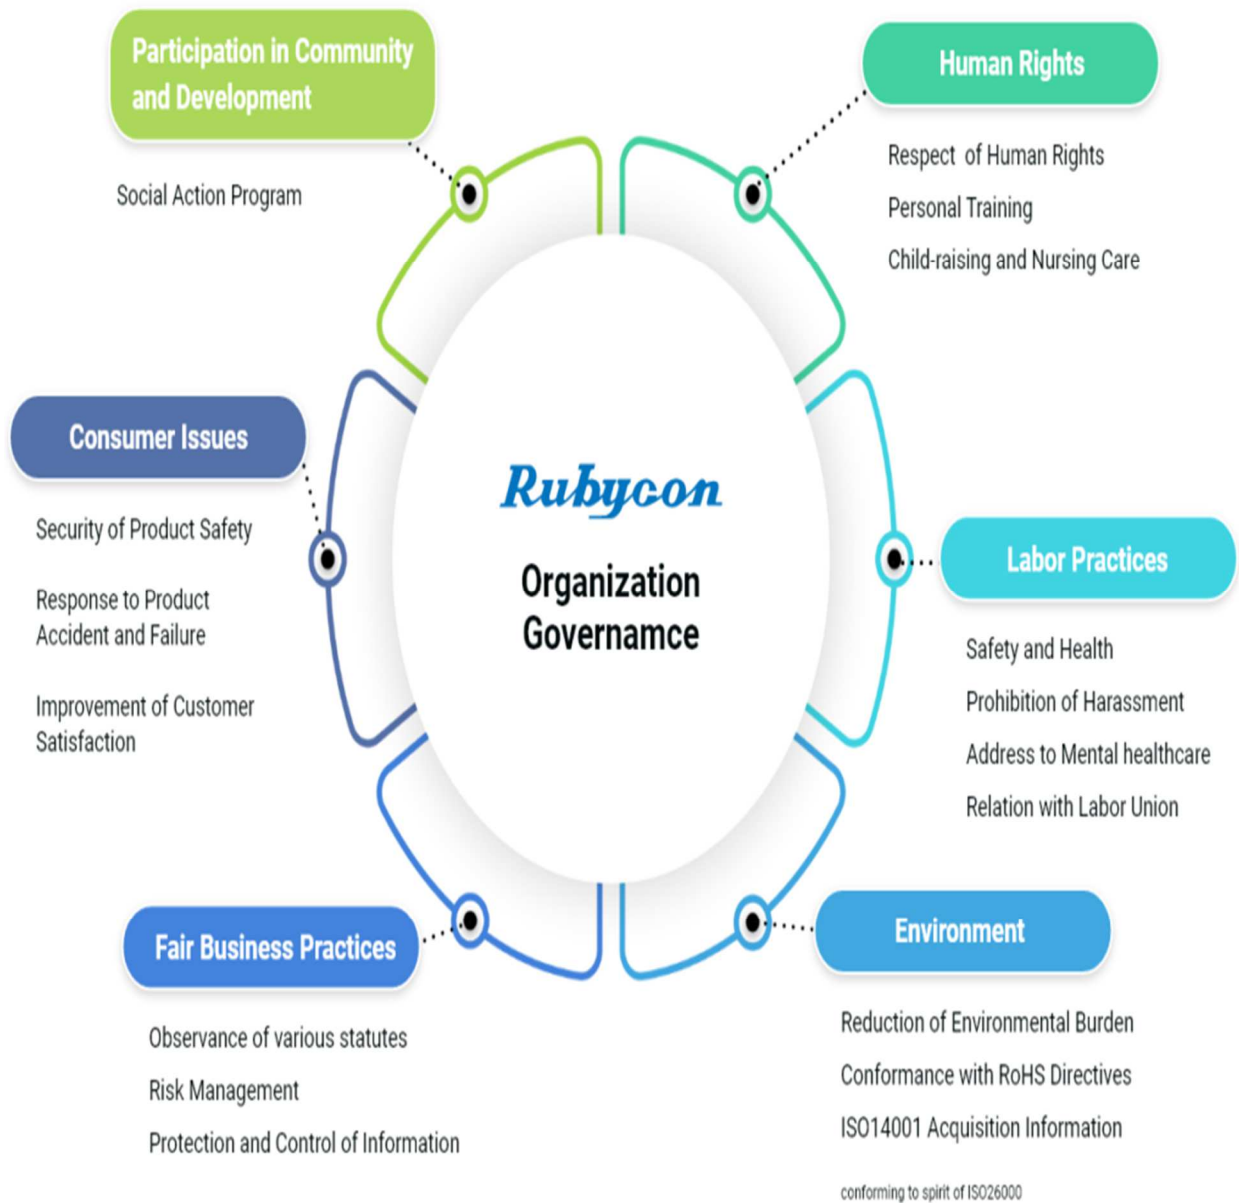 Participation in Community
and Development
Social Action Program
Human Rights
Respect of Human Rights
Personal Training
Child-raising and Nursing Care
Consumer Issues
Security of Product Safety
Response to Product
Accident and Failure
Improvement of Customer
Satisfaction
Rubycon
Organization
Governamce
Labor Practices
Safety and Health
Prohibition of Harassment
Address to Mental healthcare
Relation with Labor Union
Fair Business Practices
Observance of various statutes
Risk Management
Protection and Control of Information
Environment
Reduction of Environmental Burden
Conformance with RoHS Directives
ISO14001 Acquisition Information
conforming to spirit of ISO26000